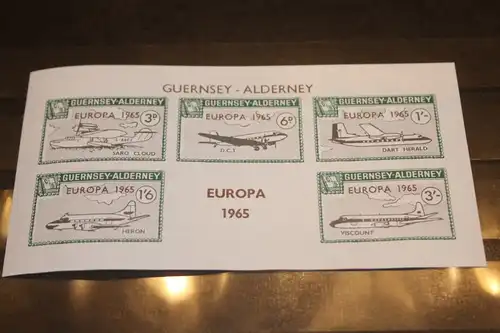 GUERNSEY - ALDERNEY
GUERNSEY-ALDERNEY
EUROPA 1965
3D
SARO CLOUD
GUERNSEY-ALDERNEY
EUROPA 1965
6D
D.C.3
GUERNSEY-ALDERNEY
EUROPA 1965
1/-
DART HERALD
GUERNSEY-ALDERNEY
EUROPA 1965
1/6
HERON
EUROPA
1965
GUERNSEY-ALDERNEY
EUROPA 1965
3/-
VISCOUNT